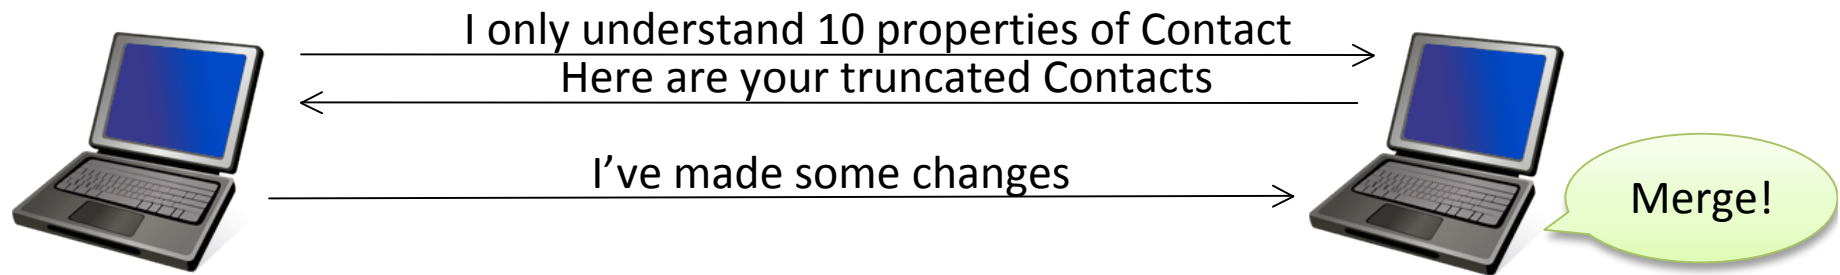 I only understand 10 properties of Contact
Here are your truncated Contacts
I’ve made some changes
Merge!